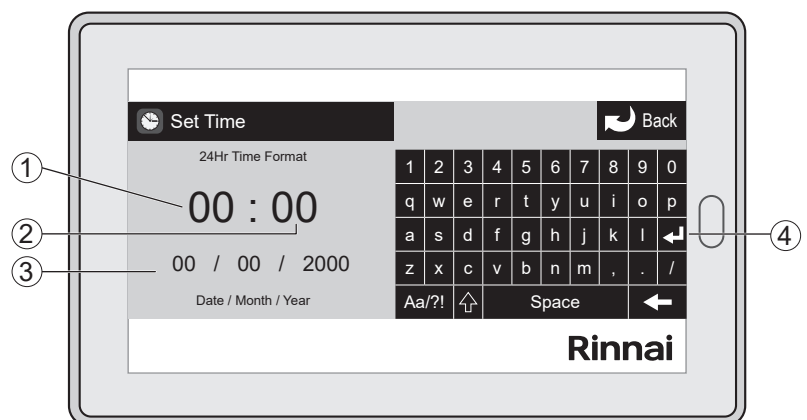 Set Time
Back
24Hr Time Format
00 : 00
00 / 00 / 2000
Date / Month / Year
1 2 3 4 5 6 7 8 9 0
q w e r t y u i o p
a s d f g h j k l
z x c v b n m , . /
Aa/?! Space
Rinnai
1
2
3
4